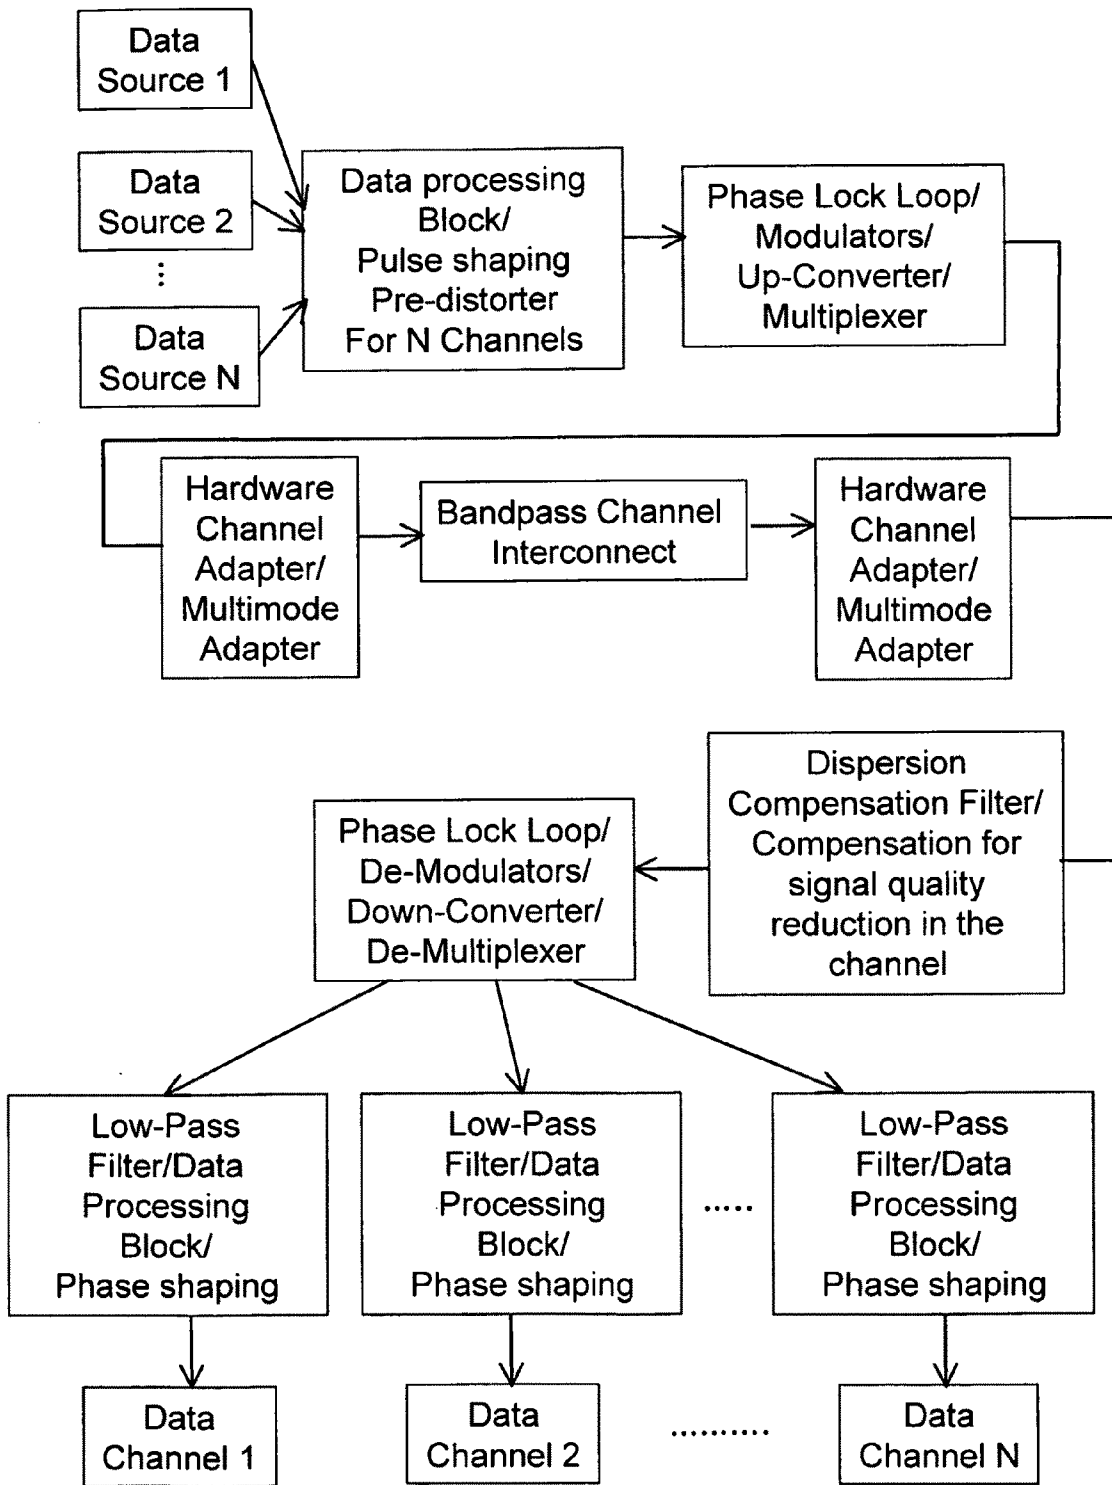 Data
Source 1
Data
Source 2
...
Data
Source N
Data processing
Block/
Pulse shaping
Pre-distorter
For N Channels
Phase Lock Loop/
Modulators/
Up-Converter/
Multiplexer
Hardware
Channel
Adapter/
Multimode
Adapter
Bandpass Channel
Interconnect
Hardware
Channel
Adapter/
Multimode
Adapter
Dispersion
Compensation Filter/
Compensation for
signal quality
reduction in the
channel
Phase Lock Loop/
De-Modulators/
Down-Converter/
De-Multiplexer
Low-Pass
Filter/Data
Processing
Block/
Phase shaping
Low-Pass
Filter/Data
Processing
Block/
Phase shaping
.....
Low-Pass
Filter/Data
Processing
Block/
Phase shaping
Data
Channel 1
Data
Channel 2
..........
Data
Channel N